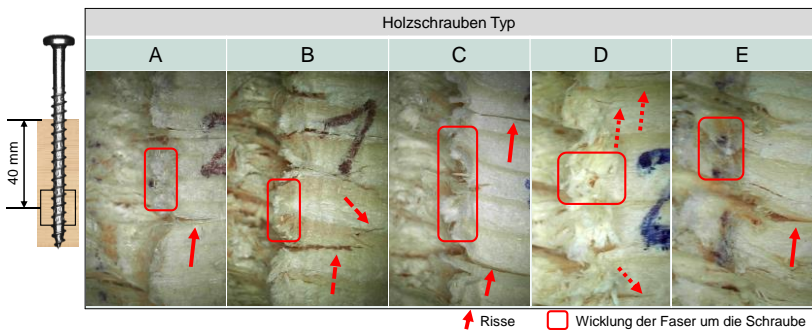 Holzschrauben Typ
A B C D E
40 mm
Risse
Wicklung der Faser um die Schraube